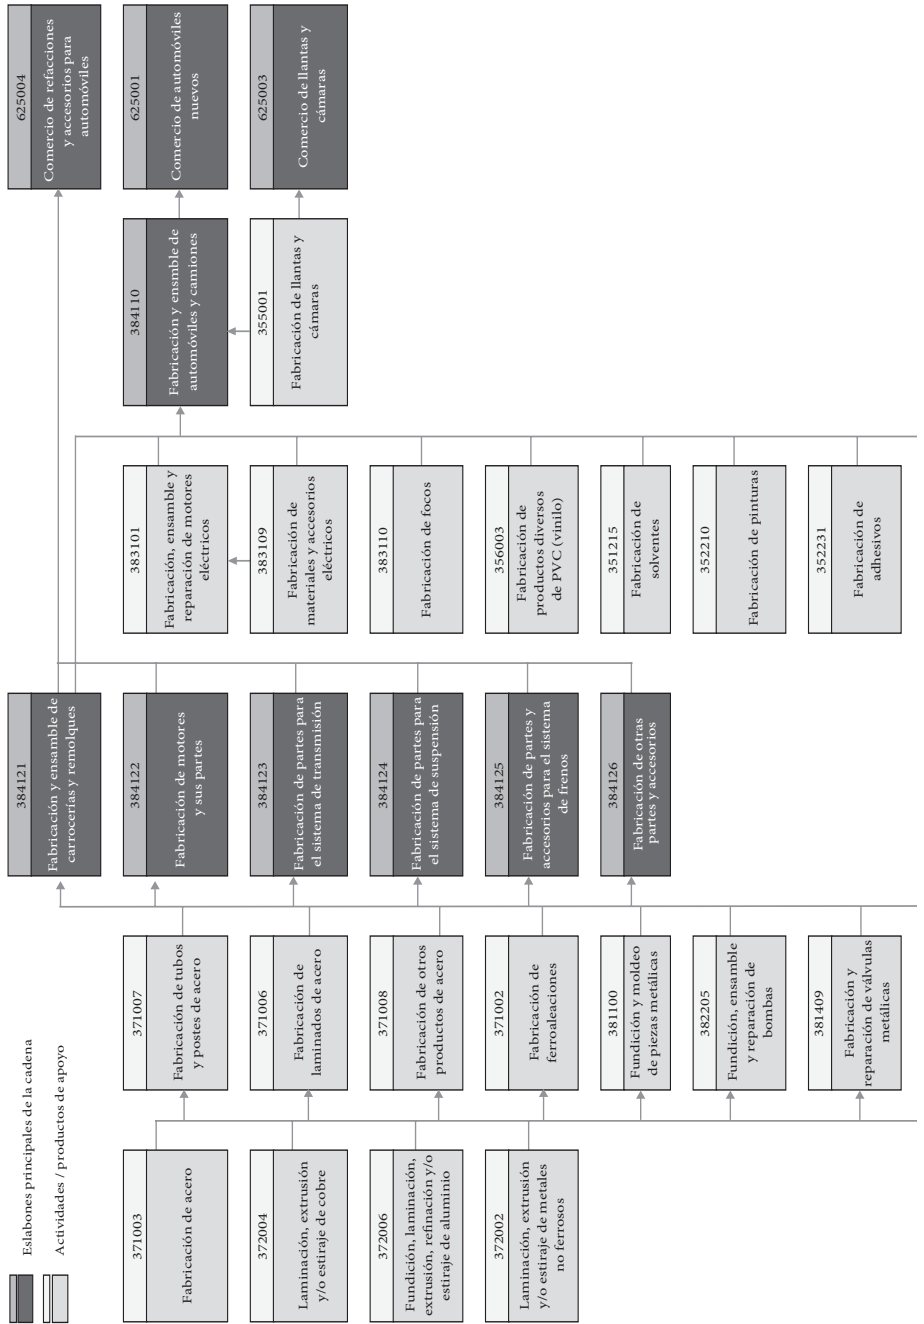 Eslabones principales de la cadena
Actividades / productos de apoyo
371003
Fabricación de acero
372004
Laminación, extrusión
y/o estiraje de cobre
372006
Fundición, laminación,
extrusión, refinación y/o
estiraje de aluminio
372002
Laminación, extrusión
y/o estiraje de metales
no ferrosos
371007
Fabricación de tubos
y postes de acero
371006
Fabricación de
laminados de acero
371008
Fabricación de otros
productos de acero
371002
Fabricación de
ferroaleaciones
381100
Fundición y moldeo
de piezas metálicas
382205
Fundición, ensamble
y reparación de
bombas
381409
Fabricación y
reparación de válvulas
metálicas
384121
Fabricación y ensamble de
carrocerías y remolques
384122
Fabricación de motores
y sus partes
384123
Fabricación de partes para
el sistema de transmisión
384124
Fabricación de partes para
el sistema de suspensión
384125
Fabricación de partes y
accesorios para el sistema
de frenos
384126
Fabricación de otras
partes y accesorios
383101
Fabricación, ensamble y
reparación de motores
eléctricos
383109
Fabricación de
materiales y accesorios
eléctricos
383110
Fabricación de focos
356003
Fabricación de
productos diversos
de PVC (vinilo)
351215
Fabricación de
solventes
352210
Fabricación de pinturas
352231
Fabricación de
adhesivos
384110
Fabricación y ensmble de
automóviles y camiones
355001
Fabricación de llantas y
cámaras
625004
Comercio de refacciones
y accesorios para
automóviles
625001
Comercio de automóviles
nuevos
625003
Comercio de llantas y
cámaras